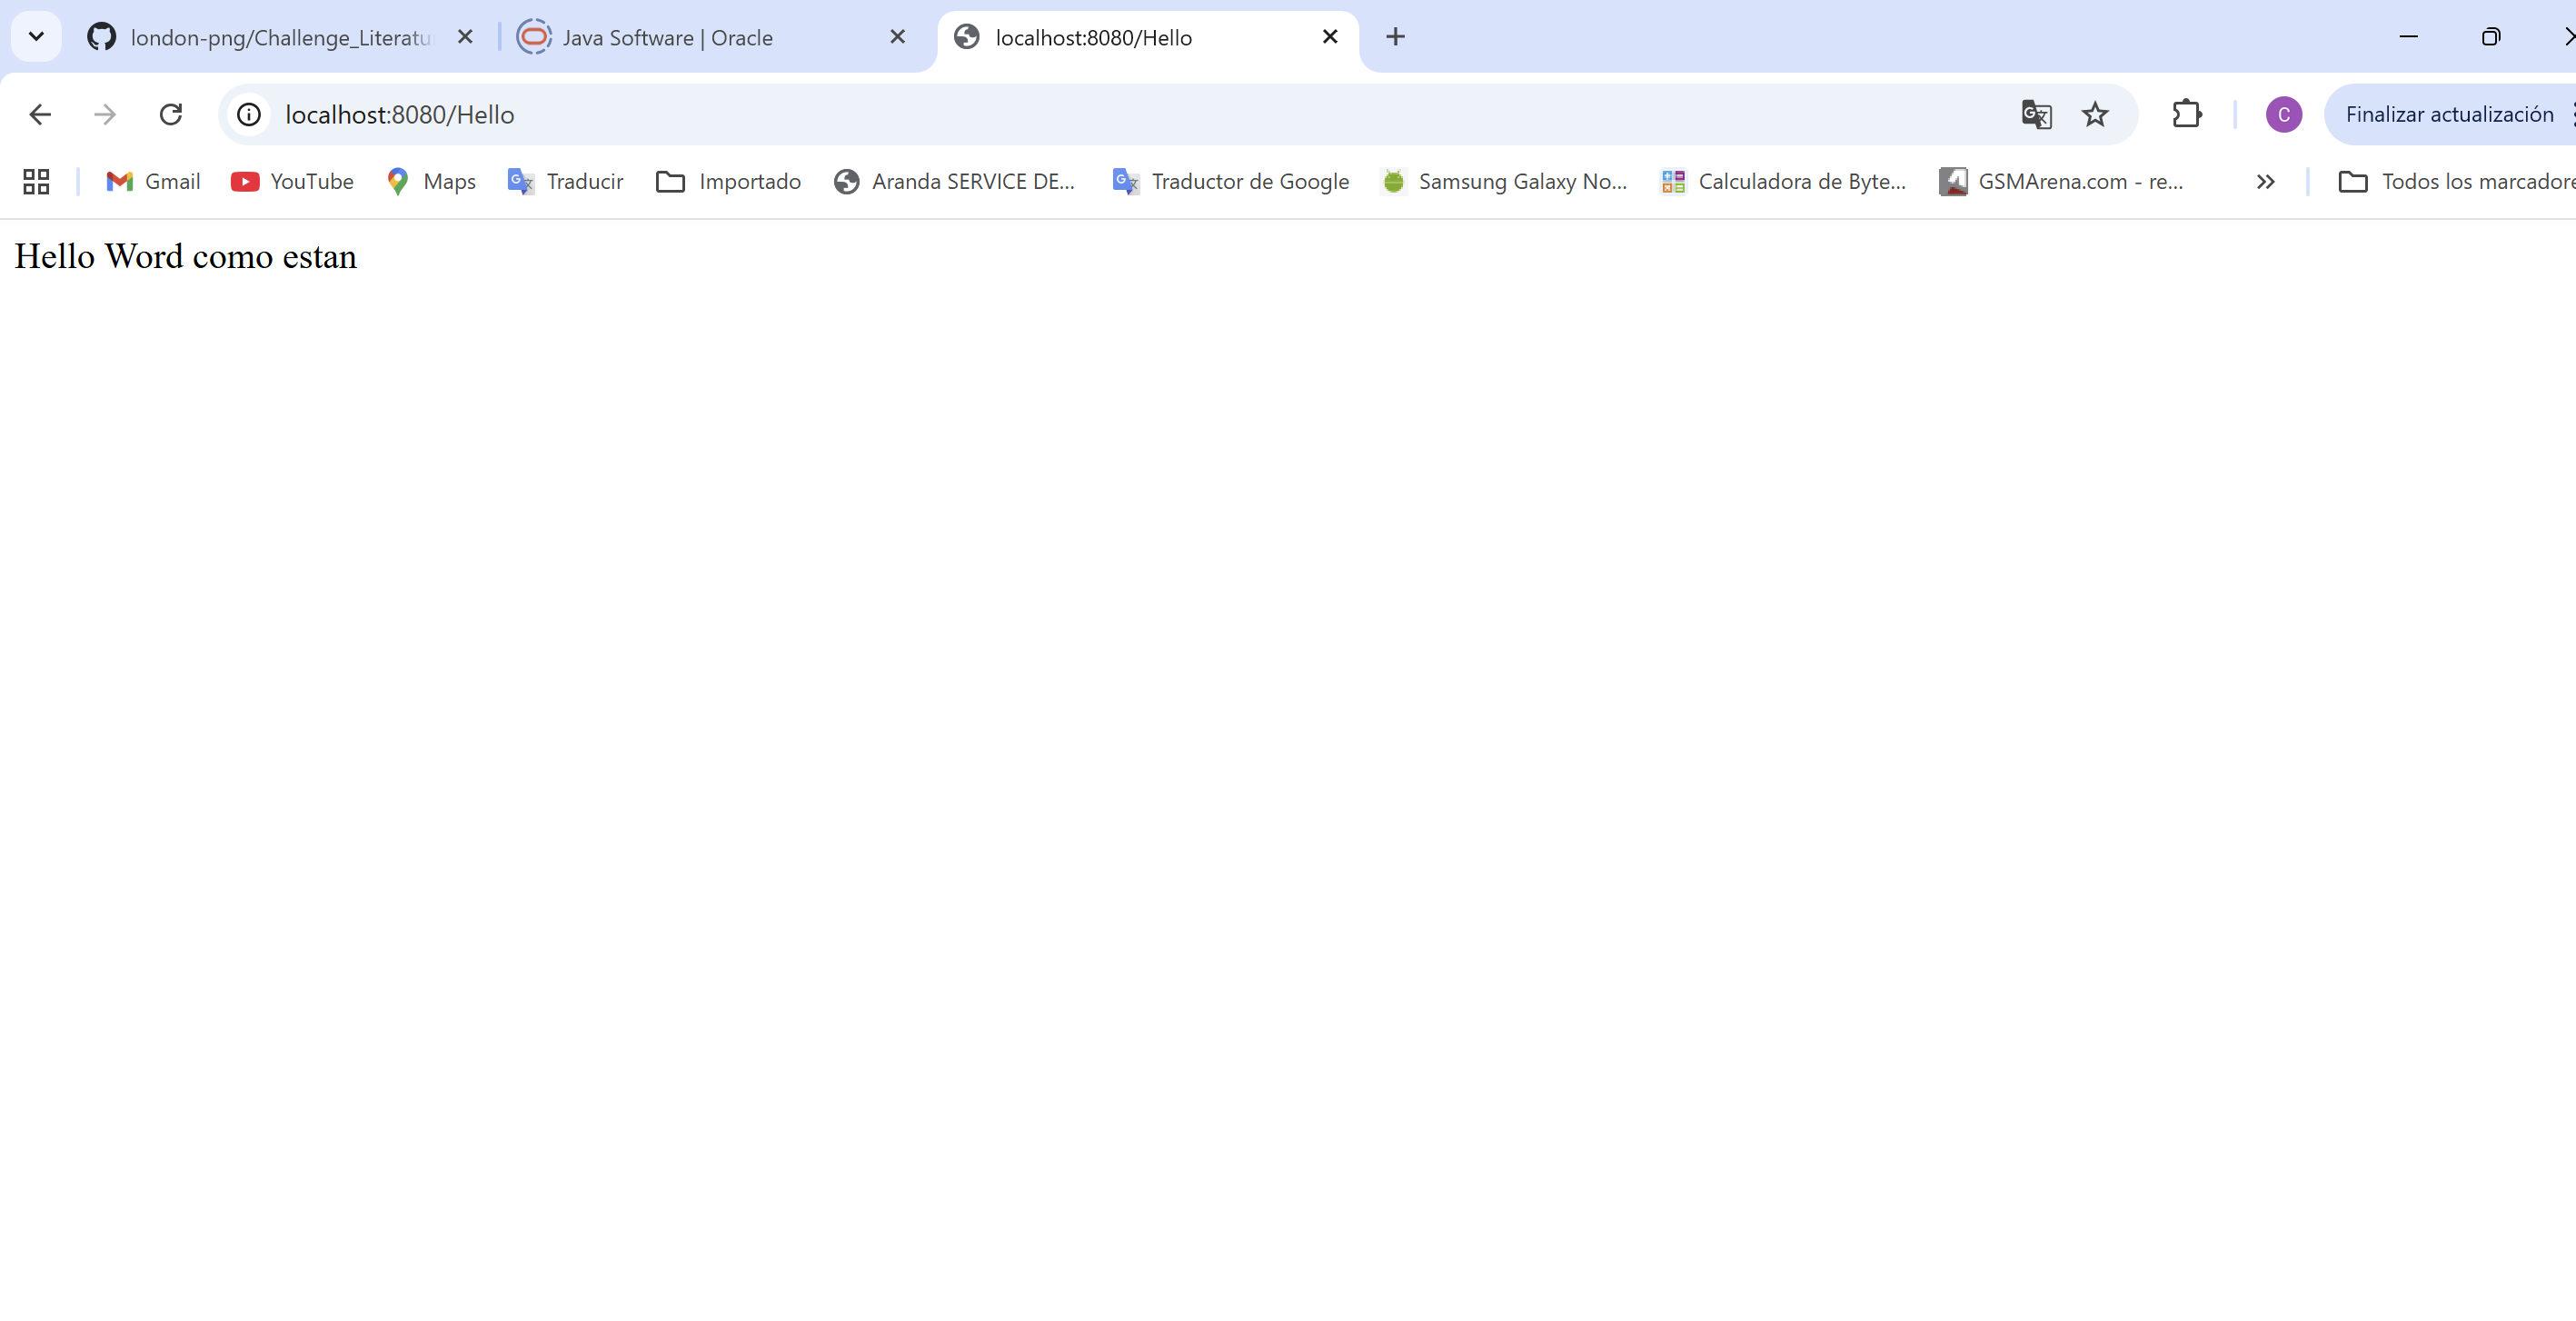 london-png/Challenge_Literatu
Java Software | Oracle
localhost:8080/Hello
localhost:8080/Hello
C
Finalizar actualización
Gmail
YouTube
Maps
Traducir
Importado
Aranda SERVICE DE...
Traductor de Google
Samsung Galaxy No...
Calculadora de Byte...
GSMArena.com - re...
Todos los marcadore
Hello Word como estan